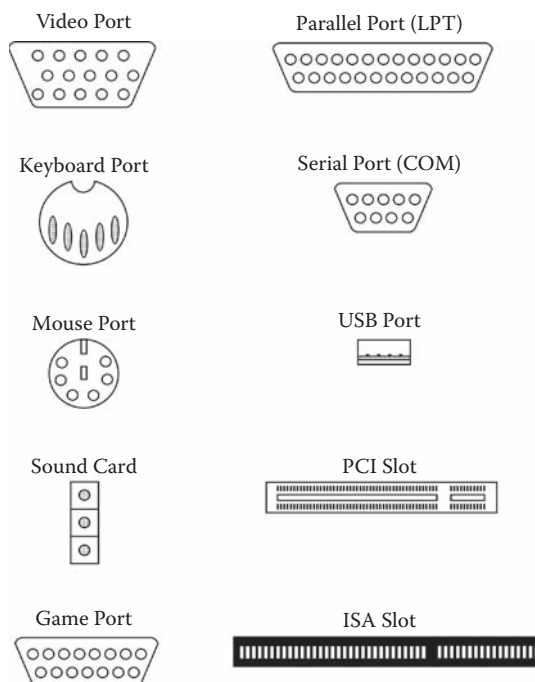 Video Port
Parallel Port (LPT)
Keyboard Port
Serial Port (COM)
Mouse Port
USB Port
Sound Card
PCI Slot
Game Port
ISA Slot